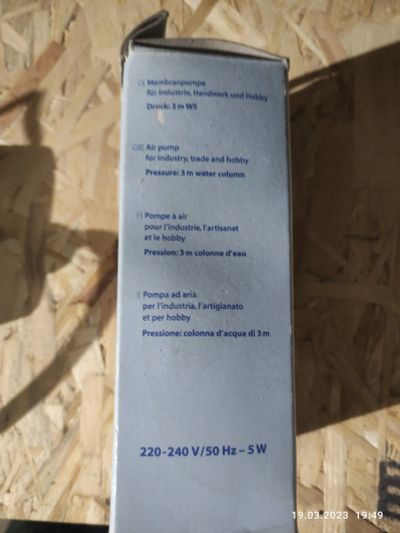 D Membranpumpe
für Industrie, Handwerk und Hobby
Druck: 3 m WS
GB Air pump
for industry, trade and hobby
Pressure: 3 m water column
F Pompe à air
pour l'industrie, l'artisanat
et le hobby
Pression: 3 m colonne d'eau
I Pompa ad aria
per l'industria, l'artigianato
et per hobby
Pressione: colonna d'acqua di 3 m
220-240 V/50 Hz – 5 W
19.03.2023 19:49